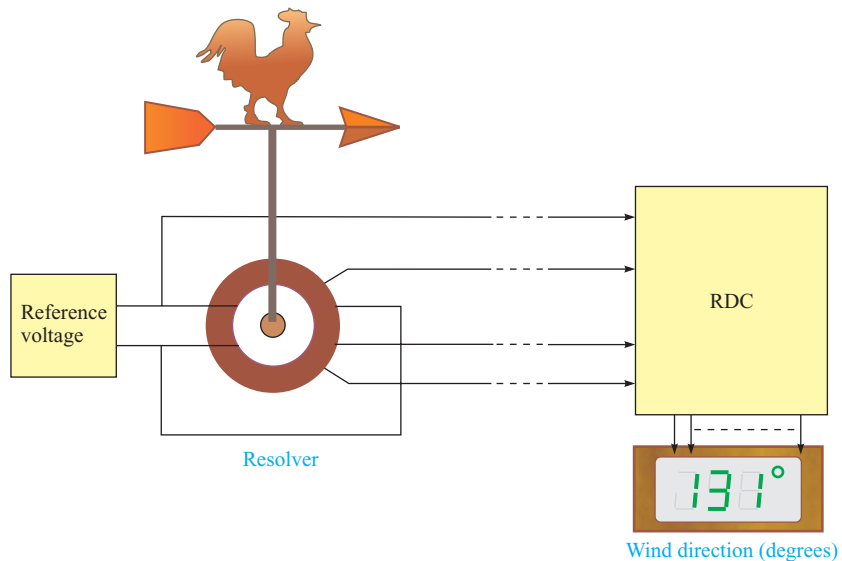 Reference
voltage
RDC
Resolver
131°
Wind direction (degrees)